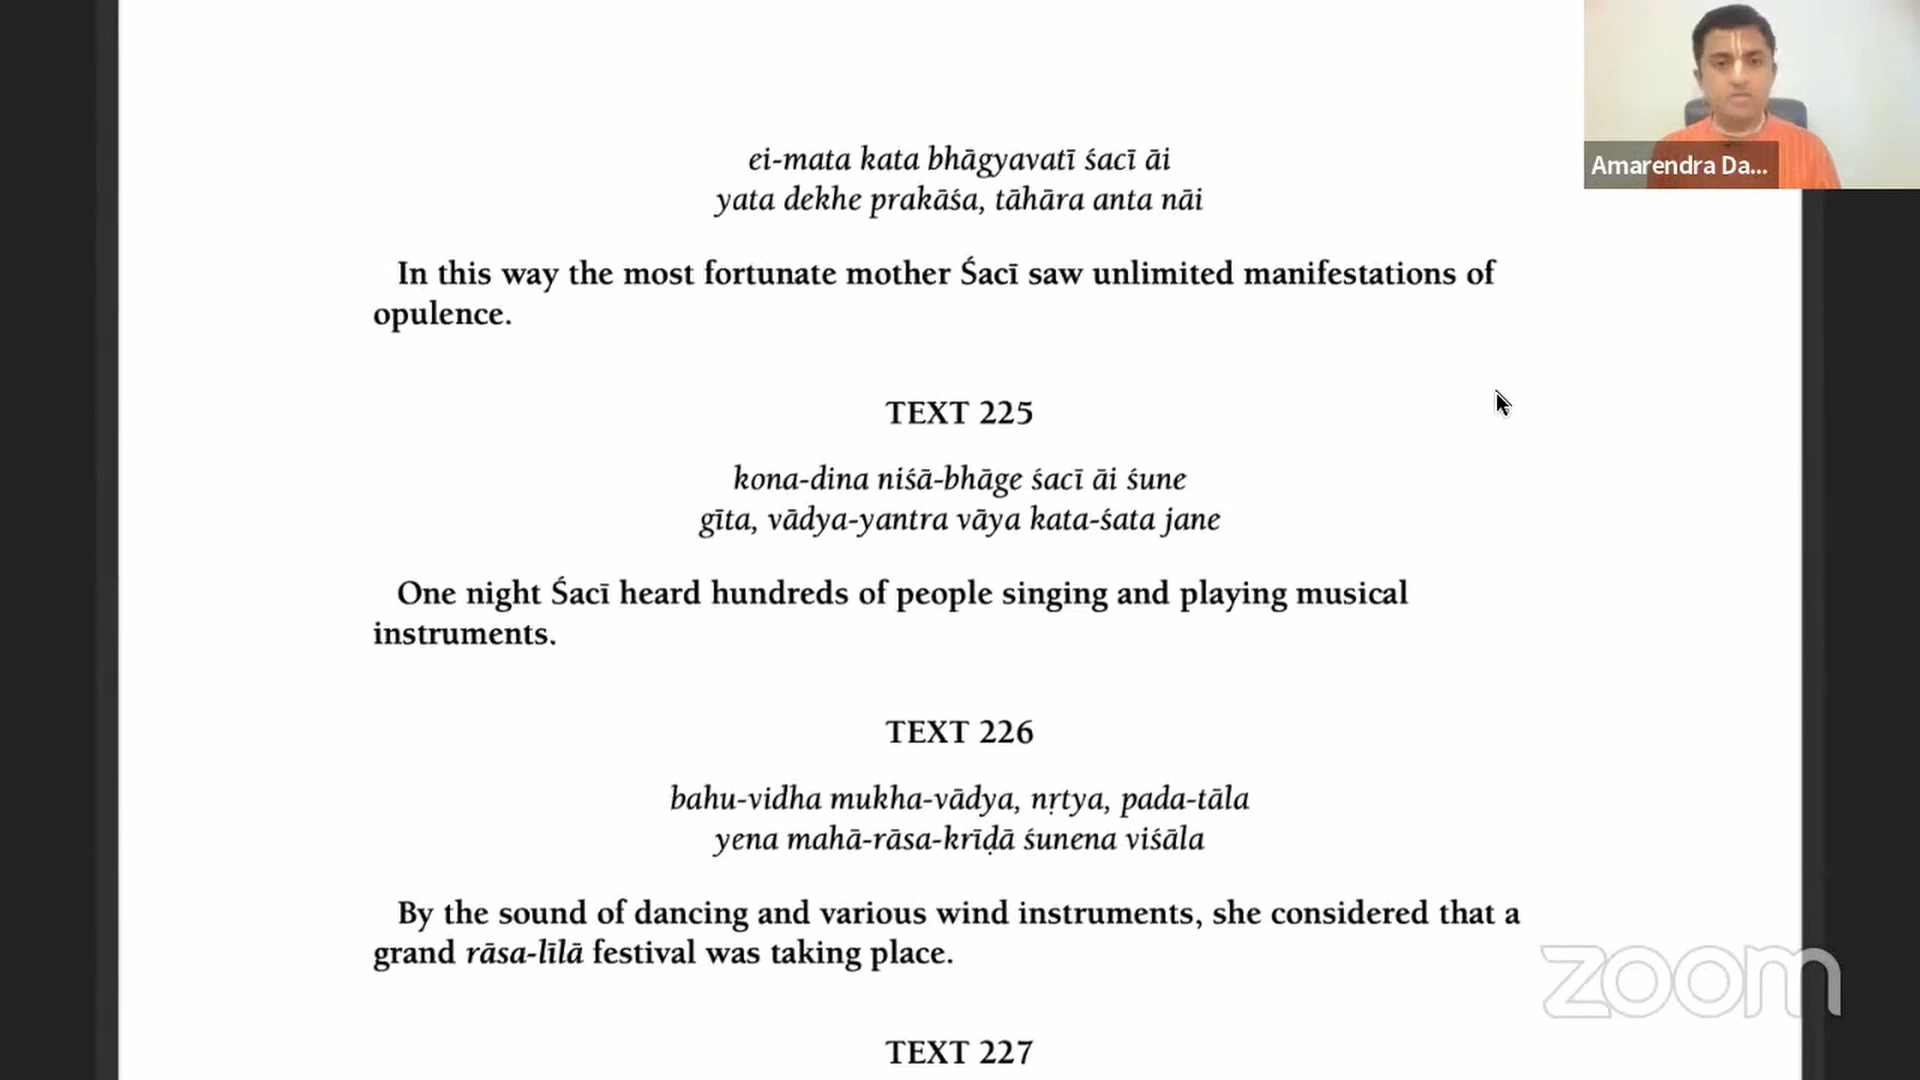 ei-mata kata bhāgyavatī śacī āi
yata dekhe prakāśa, tāhāra anta nāi
In this way the most fortunate mother Śacī saw unlimited manifestations of
opulence.
TEXT 225
kona-dina niśā-bhāge śacī āi śune
gīta, vādya-yantra vāya kata-śata jane
One night Śacī heard hundreds of people singing and playing musical
instruments.
TEXT 226
bahu-vidha mukha-vādya, nṛtya, pada-tāla
yena mahā-rāsa-krīḍā śunena viśāla
By the sound of dancing and various wind instruments, she considered that a
grand rāsa-līlā festival was taking place.
TEXT 227
Amarendra Da...
zoom